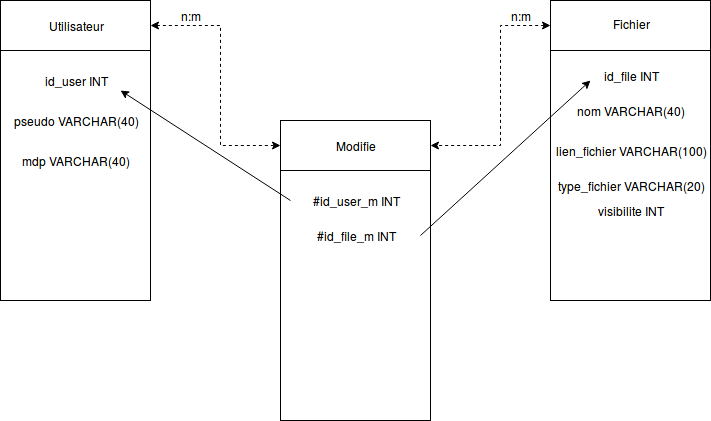 Utilisateur
id_user INT
pseudo VARCHAR(40)
mdp VARCHAR(40)
n:m
Modifie
#id_user_m INT
#id_file_m INT
n:m
Fichier
id_file INT
nom VARCHAR(40)
lien_fichier VARCHAR(100)
type_fichier VARCHAR(20)
visibilite INT